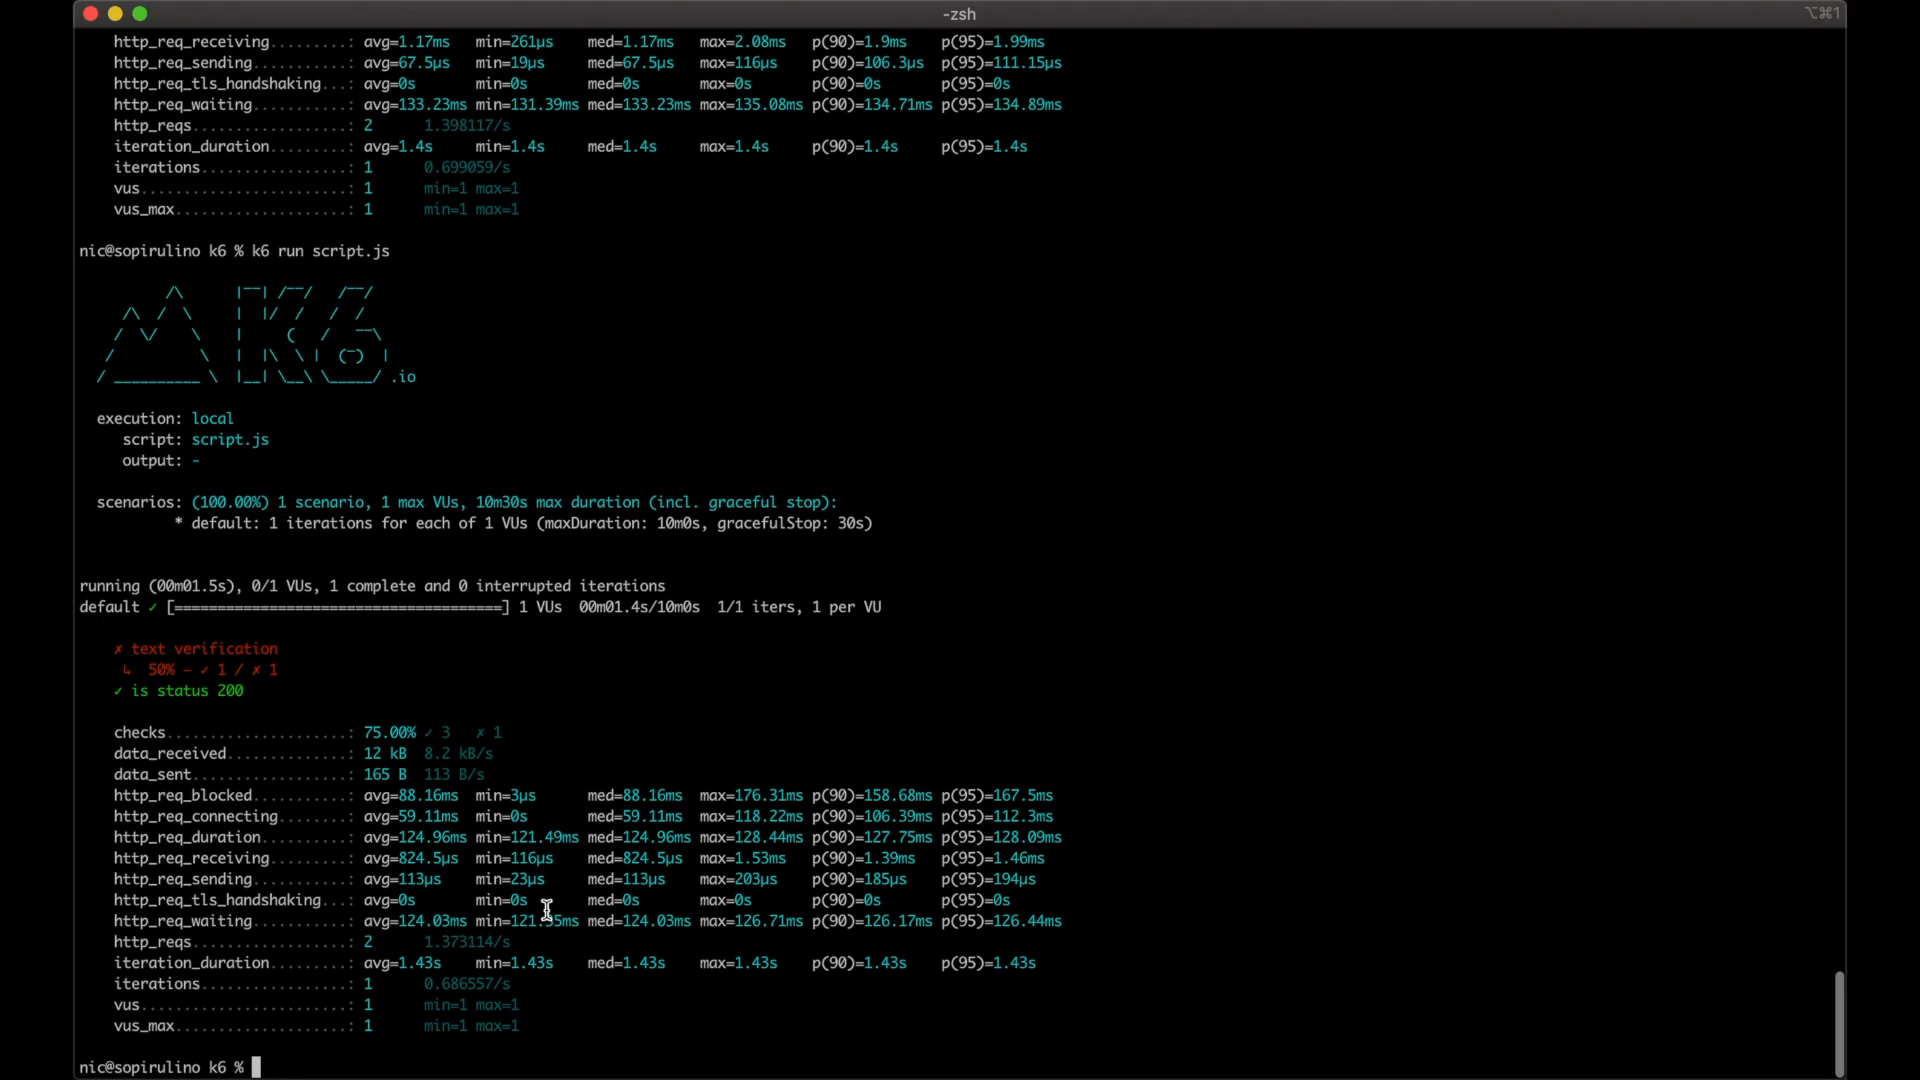 -zsh
⌥⌘1
http_req_receiving..........: avg=1.17ms min=261µs med=1.17ms max=2.08ms p(90)=1.9ms p(95)=1.99ms
http_req_sending............: avg=67.5µs min=19µs med=67.5µs max=116µs p(90)=106.3µs p(95)=111.15µs
http_req_tls_handshaking....: avg=0s min=0s med=0s max=0s p(90)=0s p(95)=0s
http_req_waiting............: avg=133.23ms min=131.39ms med=133.23ms max=135.08ms p(90)=134.71ms p(95)=134.89ms
http_reqs...................: 2 1.398117/s
iteration_duration..........: avg=1.4s min=1.4s med=1.4s max=1.4s p(90)=1.4s p(95)=1.4s
iterations..................: 1 0.699059/s
vus.........................: 1 min=1 max=1
vus_max.....................: 1 min=1 max=1
nic@sopirulino k6 % k6 run script.js
K6
.io
execution: local
script: script.js
output: -
scenarios: (100.00%) 1 scenario, 1 max VUs, 10m30s max duration (incl. graceful stop):
* default: 1 iterations for each of 1 VUs (maxDuration: 10m0s, gracefulStop: 30s)
running (00m01.5s), 0/1 VUs, 1 complete and 0 interrupted iterations
default ✓ [======================================] 1 VUs 00m01.4s/10m0s 1/1 iters, 1 per VU
✗ text verification
↳ 50% — ✓ 1 / ✗ 1
✓ is status 200
checks......................: 75.00% ✓ 3 ✗ 1
data_received...............: 12 kB 8.2 kB/s
data_sent...................: 165 B 113 B/s
http_req_blocked............: avg=88.16ms min=3µs med=88.16ms max=176.31ms p(90)=158.68ms p(95)=167.5ms
http_req_connecting.........: avg=59.11ms min=0s med=59.11ms max=118.22ms p(90)=106.39ms p(95)=112.3ms
http_req_duration...........: avg=124.96ms min=121.49ms med=124.96ms max=128.44ms p(90)=127.75ms p(95)=128.09ms
http_req_receiving..........: avg=824.5µs min=116µs med=824.5µs max=1.53ms p(90)=1.39ms p(95)=1.46ms
http_req_sending............: avg=113µs min=23µs med=113µs max=203µs p(90)=185µs p(95)=194µs
http_req_tls_handshaking....: avg=0s min=0s med=0s max=0s p(90)=0s p(95)=0s
http_req_waiting............: avg=124.03ms min=121.35ms med=124.03ms max=126.71ms p(90)=126.17ms p(95)=126.44ms
http_reqs...................: 2 1.373114/s
iteration_duration..........: avg=1.43s min=1.43s med=1.43s max=1.43s p(90)=1.43s p(95)=1.43s
iterations..................: 1 0.686557/s
vus.........................: 1 min=1 max=1
vus_max.....................: 1 min=1 max=1
nic@sopirulino k6 %